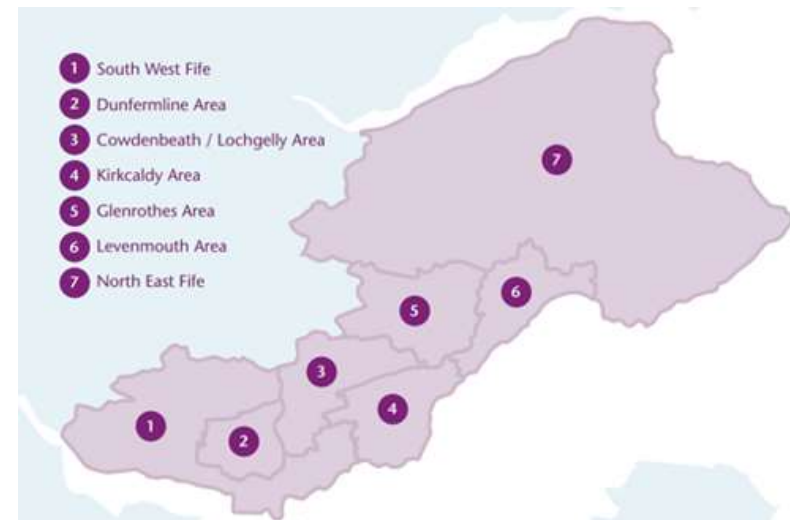 1 South West Fife
2 Dunfermline Area
3 Cowdenbeath / Lochgelly Area
4 Kirkcaldy Area
5 Glenrothes Area
6 Levenmouth Area
7 North East Fife
7
6
5
3
4
1
2